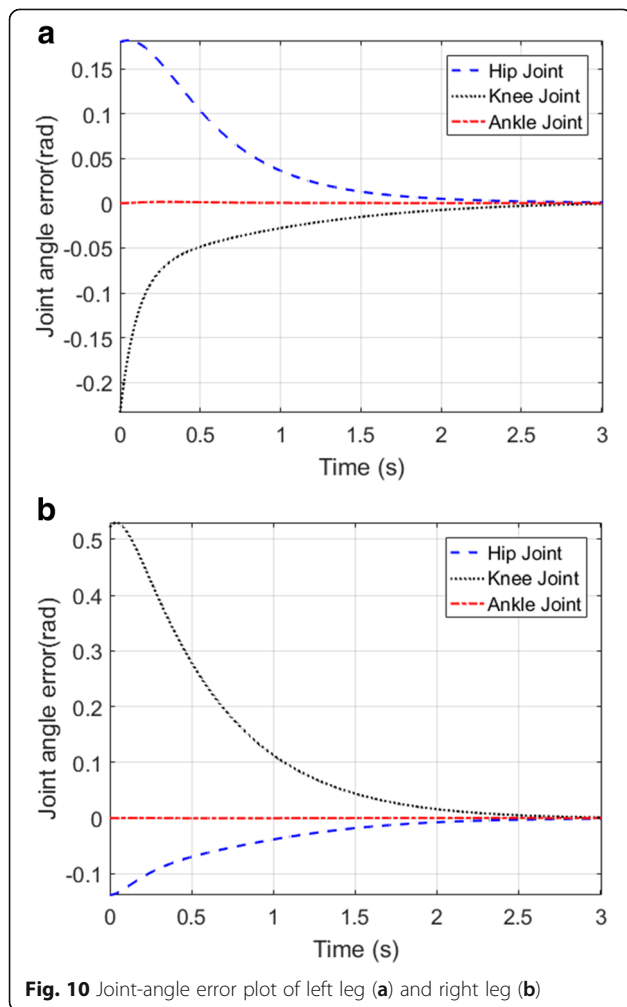 a
Joint angle error(rad)
0.15
0.1
0.05
0
-0.05
-0.1
-0.15
-0.2
Hip Joint
Knee Joint
Ankle Joint
0 0.5 1 1.5 2 2.5 3
Time (s)
b
Joint angle error(rad)
0.5
0.4
0.3
0.2
0.1
0
-0.1
Hip Joint
Knee Joint
Ankle Joint
0 0.5 1 1.5 2 2.5 3
Time (s)
Fig. 10 Joint-angle error plot of left leg (a) and right leg (b)